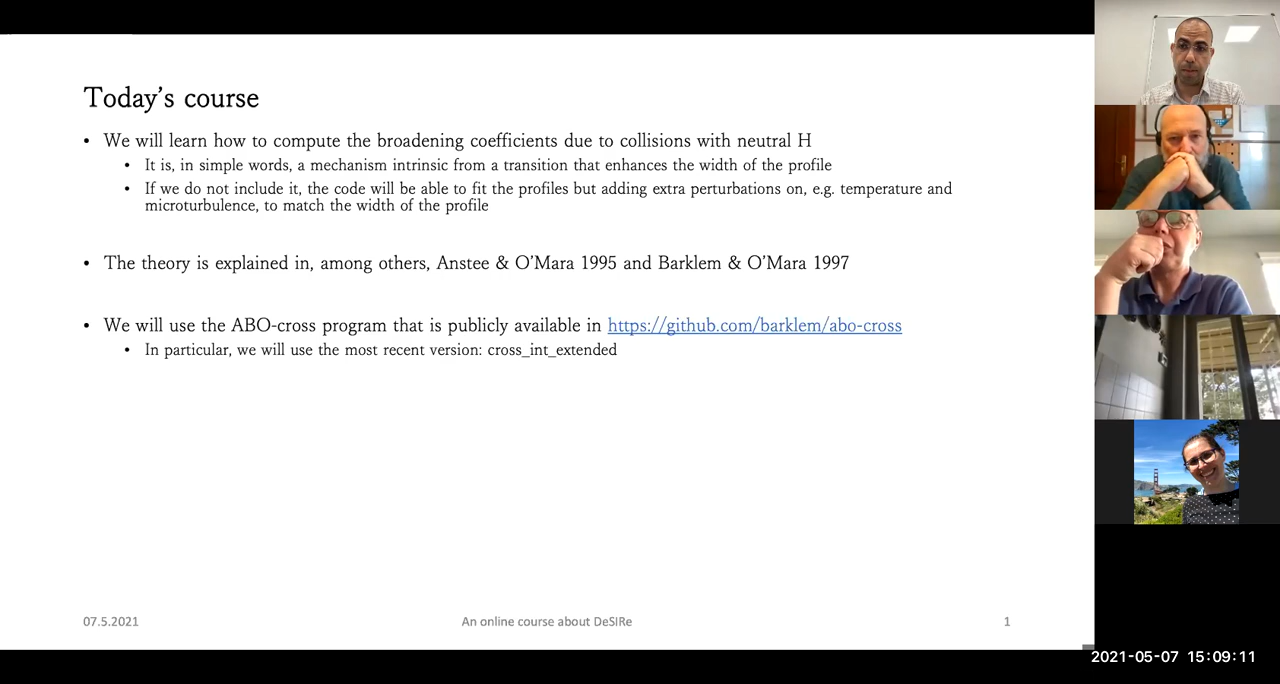 Today’s course
• We will learn how to compute the broadening coefficients due to collisions with neutral H
• It is, in simple words, a mechanism intrinsic from a transition that enhances the width of the profile
• If we do not include it, the code will be able to fit the profiles but adding extra perturbations on, e.g. temperature and
microturbulence, to match the width of the profile
• The theory is explained in, among others, Anstee & O’Mara 1995 and Barklem & O’Mara 1997
• We will use the ABO-cross program that is publicly available in https://github.com/barklem/abo-cross
• In particular, we will use the most recent version: cross_int_extended
07.5.2021
An online course about DeSIRe
1
2021-05-07 15:09:11